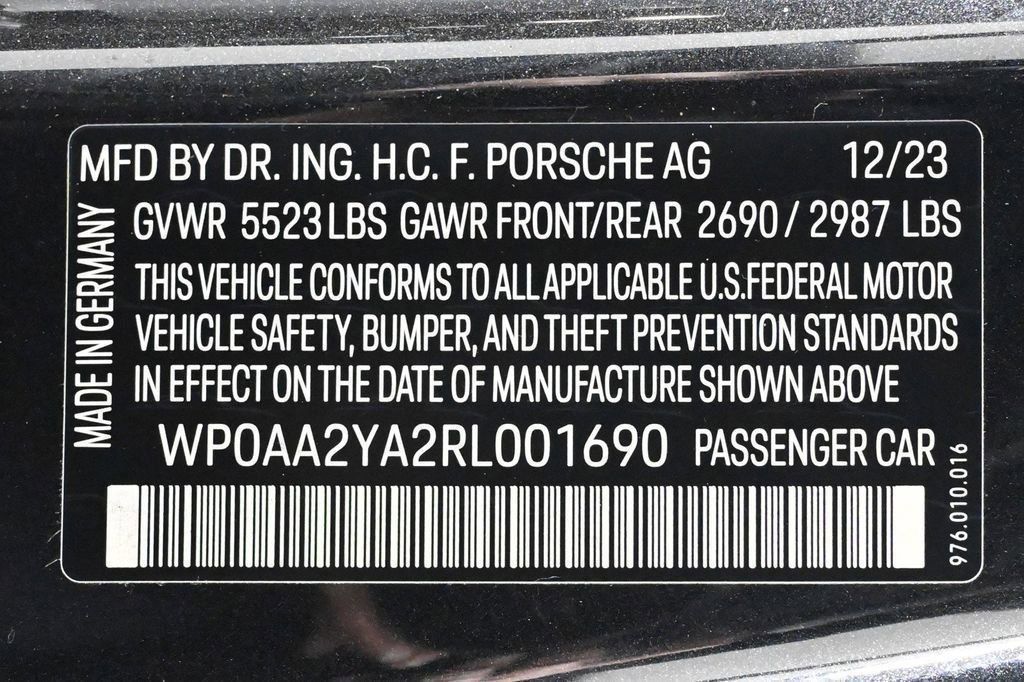 MFD BY DR. ING. H.C. F. PORSCHE AG 12/23
GVWR 5523 LBS GAWR FRONT/REAR 2690 / 2987 LBS
THIS VEHICLE CONFORMS TO ALL APPLICABLE U.S.FEDERAL MOTOR
VEHICLE SAFETY, BUMPER, AND THEFT PREVENTION STANDARDS
IN EFFECT ON THE DATE OF MANUFACTURE SHOWN ABOVE
WP0AA2YA2RL001690 PASSENGER CAR
MADE IN GERMANY
976.010.016